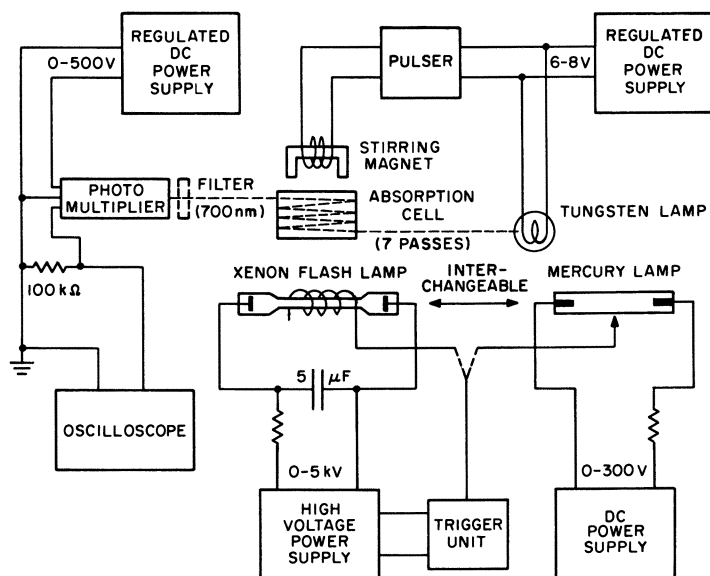 REGULATED
DC
POWER
SUPPLY
0-500V
PULSER
6-8V
REGULATED
DC
POWER
SUPPLY
STIRRING
MAGNET
PHOTO
MULTIPLIER
FILTER
(700nm)
ABSORPTION
CELL
(7 PASSES)
TUNGSTEN LAMP
100kΩ
XENON FLASH LAMP
INTER-
CHANGEABLE
MERCURY LAMP
5 μF
OSCILLOSCOPE
0-5kV
0-300V
HIGH
VOLTAGE
POWER
SUPPLY
TRIGGER
UNIT
DC
POWER
SUPPLY